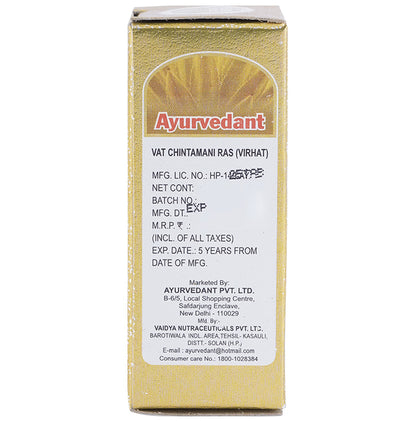 Ayurvedant
VAT CHINTAMANI RAS (VIRHAT)
MFG. LIC. NO.: HP-1
NET CONT:
BATCH NO.:
MFG. DT.: EXP
M.R.P. ₹ .:
(INCL. OF ALL TAXES)
EXP. DATE.: 5 YEARS FROM
DATE OF MFG.
Marketed By:
AYURVEDANT PVT. LTD.
B-6/5, Local Shopping Centre,
Safdarjung Enclave,
New Delhi - 110029
Mfd. By:-
VAIDYA NUTRACEUTICALS PVT. LTD.
BAROTIWALA INDL. AREA,TEHSIL- KASAULI,
DISTT.- SOLAN (H.P.)
E-mail : ayurvedant@hotmail.com
Consumer care No.: 1800-1028384